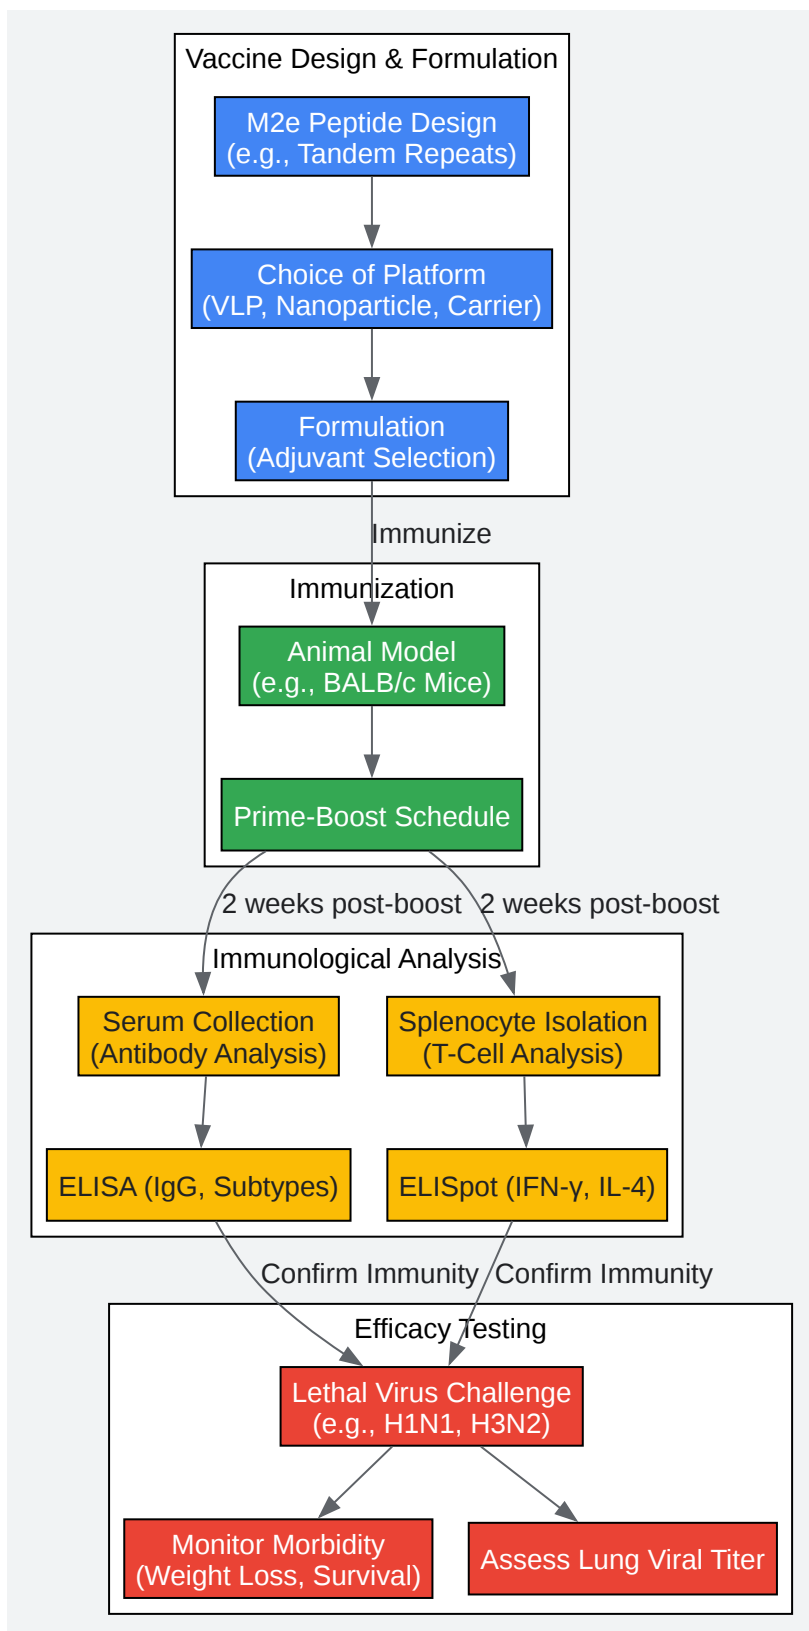 Vaccine Design & Formulation
M2e Peptide Design
(e.g., Tandem Repeats)
Choice of Platform
(VLP, Nanoparticle, Carrier)
Formulation
(Adjuvant Selection)
Immunize
Immunization
Animal Model
(e.g., BALB/c Mice)
Prime-Boost Schedule
2 weeks post-boost
2 weeks post-boost
Immunological Analysis
Serum Collection
(Antibody Analysis)
Splenocyte Isolation
(T-Cell Analysis)
ELISA (IgG, Subtypes)
ELISpot (IFN-γ, IL-4)
Confirm Immunity
Confirm Immunity
Efficacy Testing
Lethal Virus Challenge
(e.g., H1N1, H3N2)
Monitor Morbidity
(Weight Loss, Survival)
Assess Lung Viral Titer